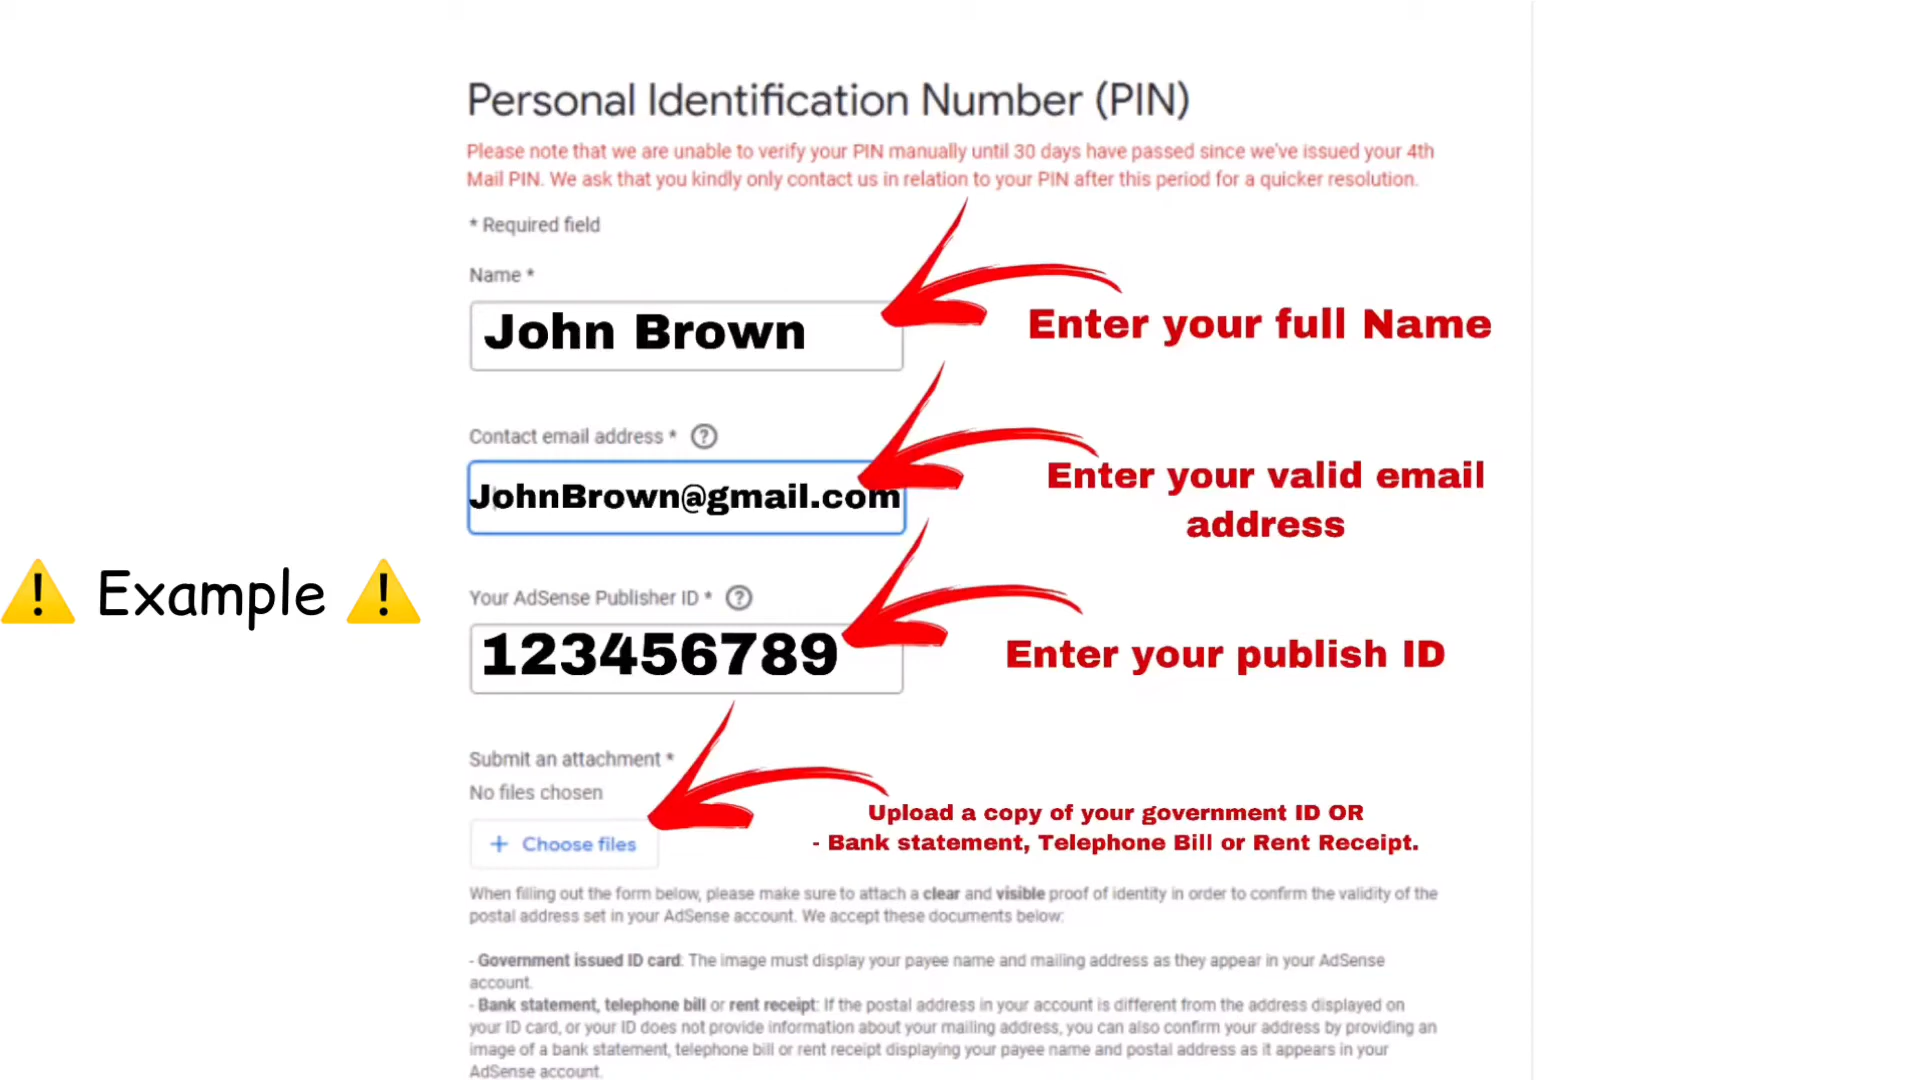 Personal Identification Number (PIN)
Please note that we are unable to verify your PIN manually until 30 days have passed since we've issued your 4th
Mail PIN. We ask that you kindly only contact us in relation to your PIN after this period for a quicker resolution.
* Required field
Name *
John Brown
Enter your full Name
Contact email address * ?
JohnBrown@gmail.com
Enter your valid email
address
! Example !
Your AdSense Publisher ID * ?
123456789
Enter your publish ID
Submit an attachment *
No files chosen
+ Choose files
Upload a copy of your government ID OR
- Bank statement, Telephone Bill or Rent Receipt.
When filling out the form below, please make sure to attach a clear and visible proof of identity in order to confirm the validity of the
postal address set in your AdSense account. We accept these documents below:
- Government issued ID card: The image must display your payee name and mailing address as they appear in your AdSense
account.
- Bank statement, telephone bill or rent receipt: If the postal address in your account is different from the address displayed on
your ID card, or your ID does not provide information about your mailing address, you can also confirm your address by providing an
image of a bank statement, telephone bill or rent receipt displaying your payee name and postal address as it appears in your
AdSense account.